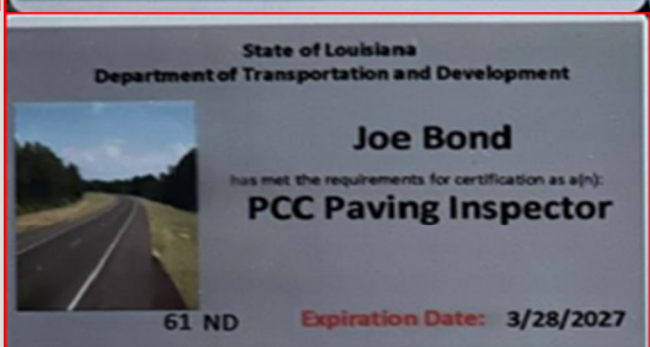 State of Louisiana
Department of Transportation and Development
Joe Bond
has met the requirements for certification as a(n):
PCC Paving Inspector
61 ND Expiration Date: 3/28/2027